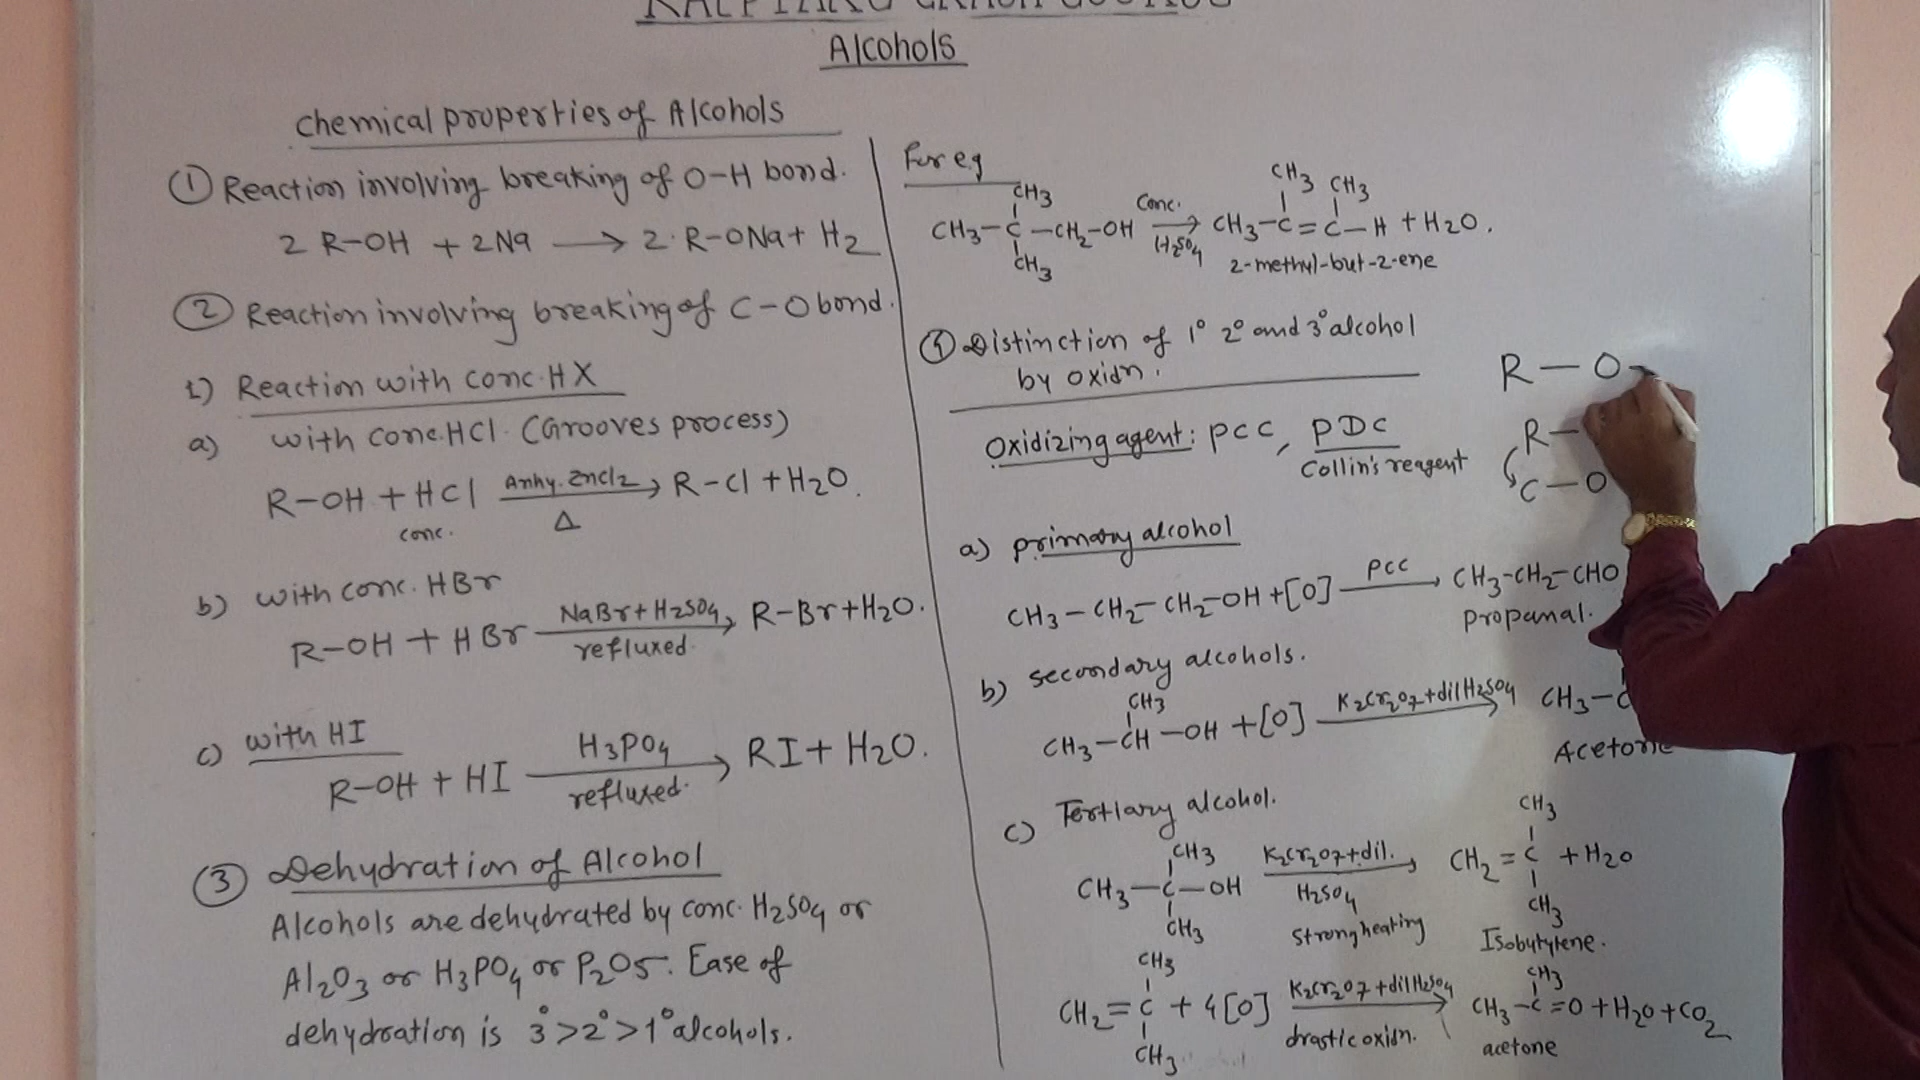 Alcohols
Chemical properties of Alcohols
① Reaction involving breaking of O-H bond.
2 R-OH + 2Na → 2 R-ONa + H2
② Reaction involving breaking of C-O bond.
1) Reaction with conc. HX
a) with conc. HCl (Grooves process)
R-OH + HCl Anhy. ZnCl2 → R-Cl + H2O.
conc. Δ
b) with conc. HBr
R-OH + HBr NaBr + H2SO4 → R-Br + H2O.
refluxed
c) with HI
R-OH + HI H3PO4 → RI + H2O.
refluxed.
③ Dehydration of Alcohol
Alcohols are dehydrated by conc. H2SO4 or
Al2O3 or H3PO4 or P2O5. Ease of
dehydration is 3° > 2° > 1° alcohols.
For eg
CH3 CH3 CH3
CH3-C-CH2-OH Conc. → CH3-C=C-H + H2O.
CH3 H2SO4 2-methyl-but-2-ene
④ Distinction of 1° 2° and 3° alcohol
by oxidn.
Oxidizing agent: PCC, PDC
Collin's reagent
a) primary alcohol
CH3-CH2-CH2-OH + [O] PCC → CH3-CH2-CHO
Propanal.
b) secondary alcohols.
CH3
CH3-CH-OH + [O] K2Cr2O7 + dil H2SO4 → CH3-C
Acetone
c) Tertiary alcohol.
CH3 CH3
CH3-C-OH K2Cr2O7 + dil. → CH2=C + H2O
CH3 H2SO4 CH3
strong heating Isobutylene.
CH3 CH3
CH2=C + 4[O] K2Cr2O7 + dil H2SO4 → CH3-C=O + H2O + CO2
CH3 drastic oxidn. acetone
R-O-
R-
C-O